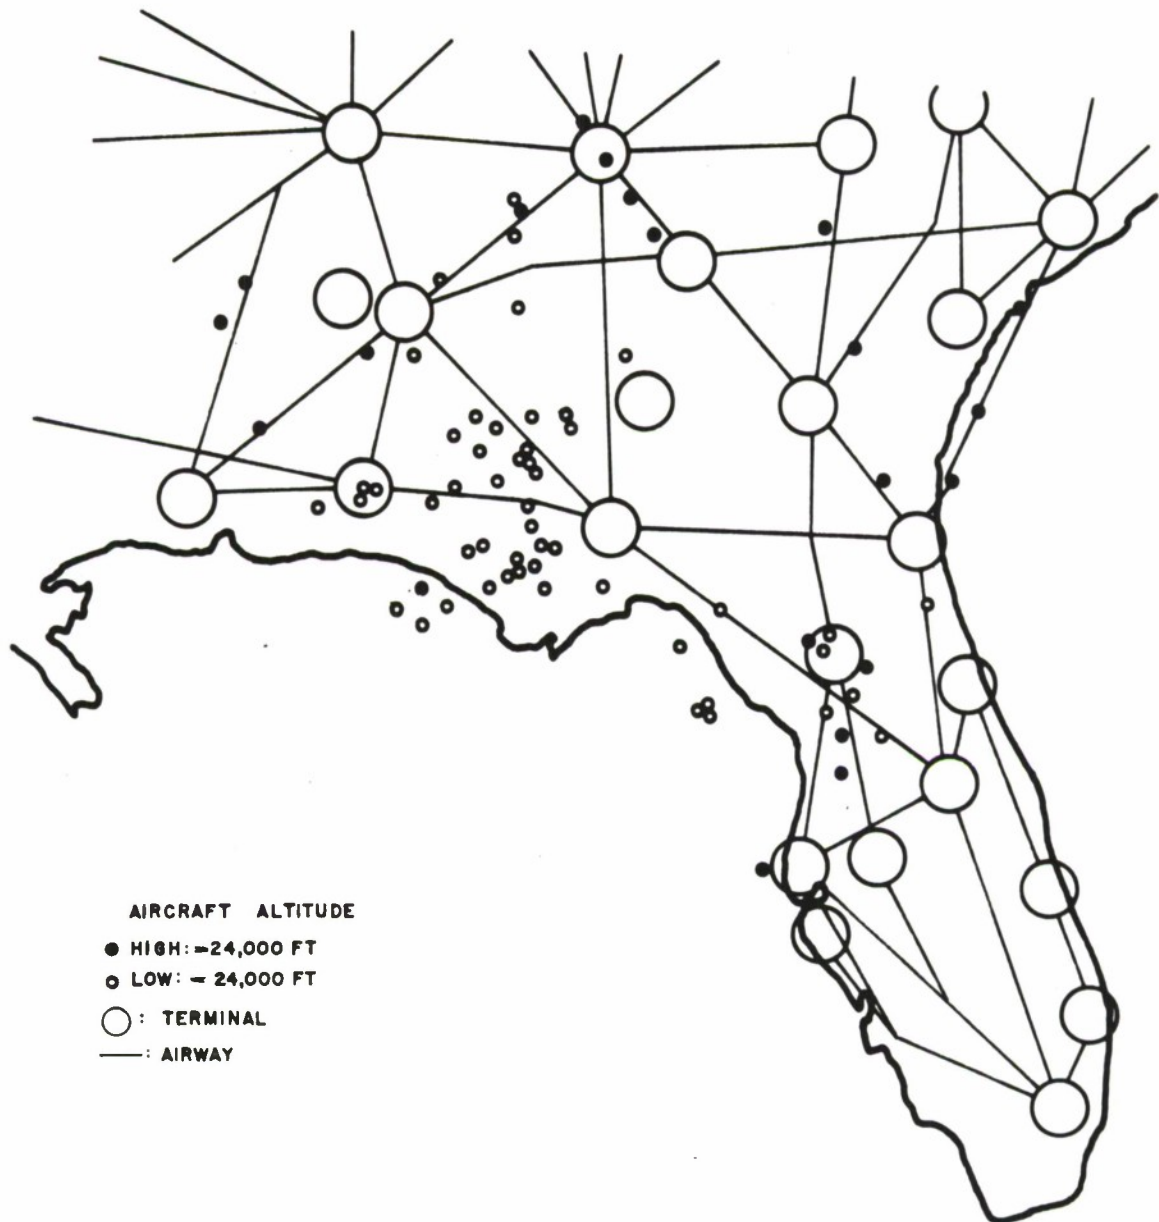 AIRCRAFT ALTITUDE
HIGH: = 24,000 FT
LOW: = 24,000 FT
: TERMINAL
: AIRWAY